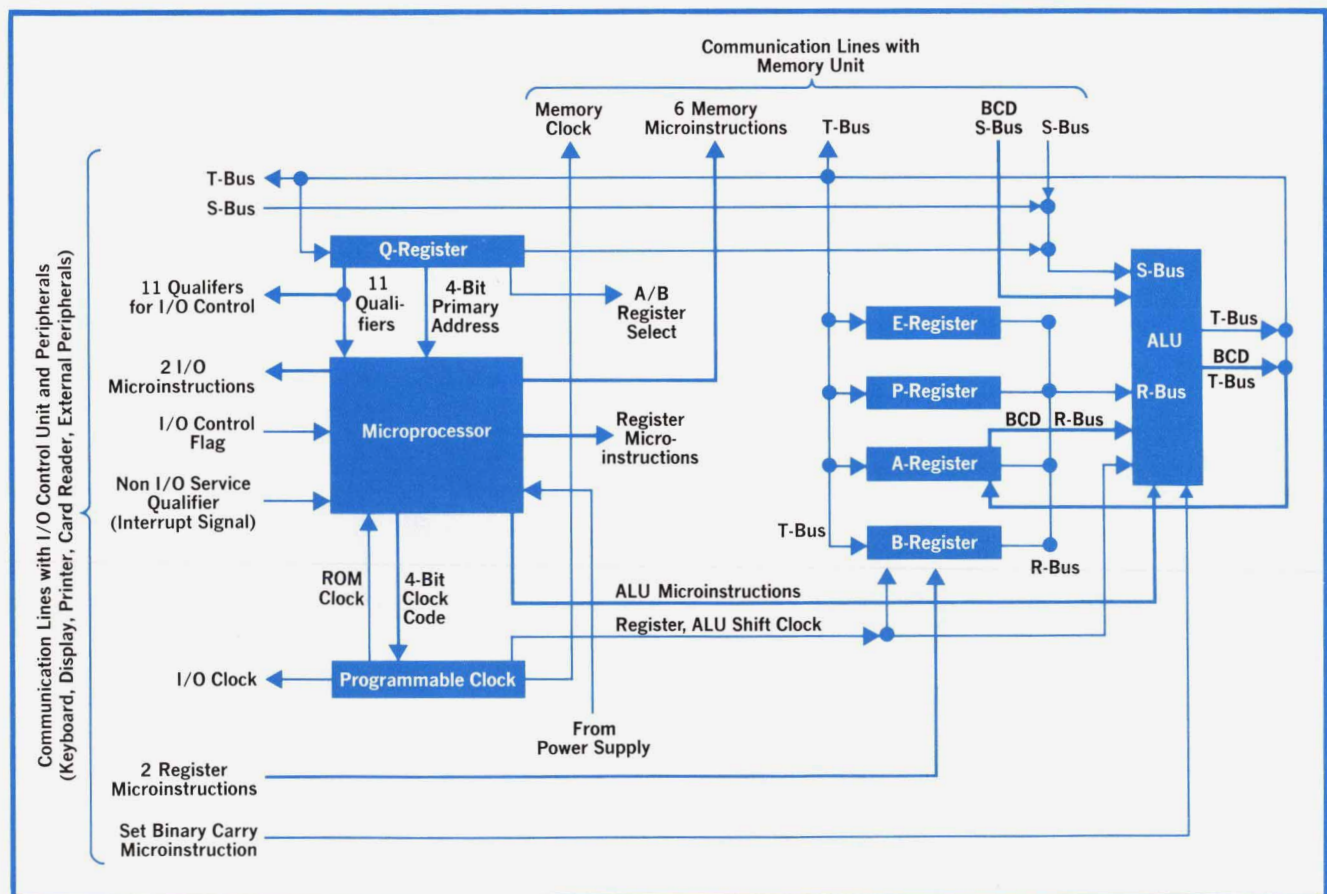 Communication Lines with
Memory Unit
Memory
Clock
6 Memory
Microinstructions
T-Bus
BCD
S-Bus
S-Bus
Communication Lines with I/O Control Unit and Peripherals
(Keyboard, Display, Printer, Card Reader, External Peripherals)
T-Bus
S-Bus
Q-Register
11 Qualifers
for I/O Control
11
Quali-
fiers
4-Bit
Primary
Address
A/B
Register
Select
S-Bus
E-Register
T-Bus
ALU
BCD
T-Bus
2 I/O
Microinstructions
P-Register
R-Bus
Microprocessor
I/O Control
Flag
Register
Micro-
instructions
BCD R-Bus
A-Register
Non I/O Service
Qualifier
(Interrupt Signal)
T-Bus
B-Register
R-Bus
ROM
Clock
4-Bit
Clock
Code
ALU Microinstructions
Register, ALU Shift Clock
I/O Clock
Programmable Clock
From
Power Supply
2 Register
Microinstructions
Set Binary Carry
Microinstruction